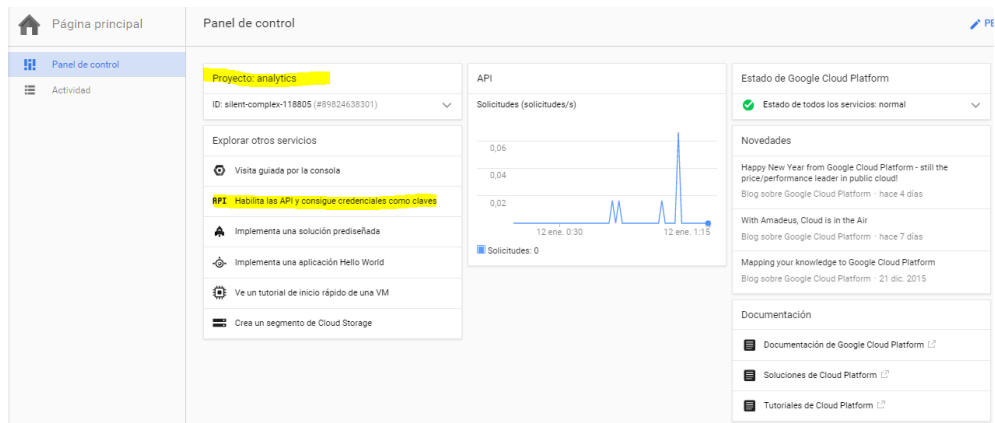 Página principal
Panel de control
PE
Panel de control
Actividad
Proyecto: analytics
ID: silent-complex-118805 (#89824638301)
Explorar otros servicios
Visita guiada por la consola
API Habilita las API y consigue credenciales como claves
Implementa una solución prediseñada
Implementa una aplicación Hello World
Ve un tutorial de inicio rápido de una VM
Crea un segmento de Cloud Storage
API
Solicitudes (solicitudes/s)
0,06
0,04
0,02
12 ene. 0:30
12 ene. 1:15
Solicitudes: 0
Estado de Google Cloud Platform
Estado de todos los servicios: normal
Novedades
Happy New Year from Google Cloud Platform - still the
price/performance leader in public cloud!
Blog sobre Google Cloud Platform - hace 4 días
With Amadeus, Cloud is in the Air
Blog sobre Google Cloud Platform - hace 7 días
Mapping your knowledge to Google Cloud Platform
Blog sobre Google Cloud Platform - 21 dic. 2015
Documentación
Documentación de Google Cloud Platform
Soluciones de Cloud Platform
Tutoriales de Cloud Platform